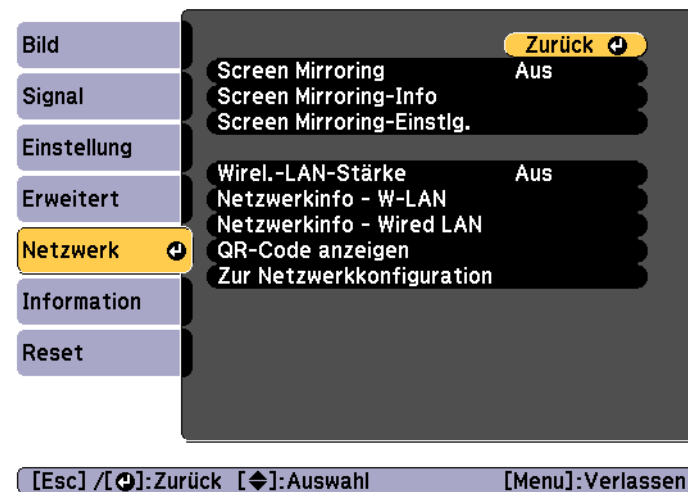 Bild
Signal
Einstellung
Erweitert
Netzwerk
Information
Reset
Zurück
Screen Mirroring Aus
Screen Mirroring-Info
Screen Mirroring-Einstlg.
Wirel.-LAN-Stärke Aus
Netzwerkinfo - W-LAN
Netzwerkinfo - Wired LAN
QR-Code anzeigen
Zur Netzwerkkonfiguration
[Esc] /[⏎]:Zurück [◆]:Auswahl [Menu]:Verlassen